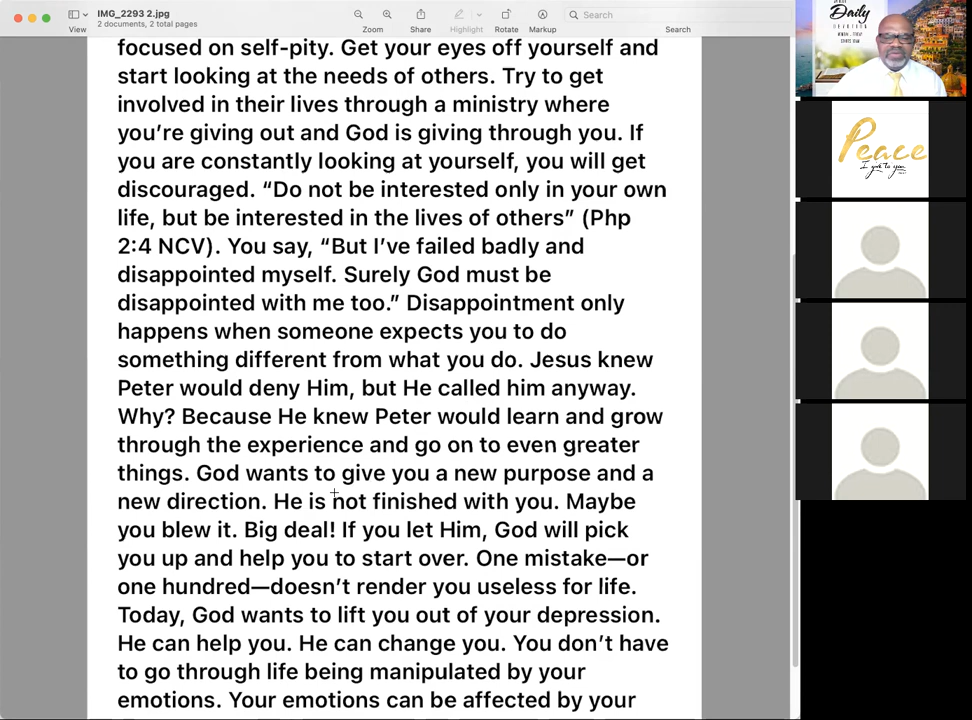 IMG_2293 2.jpg
2 documents, 2 total pages
View
Zoom
Share
Highlight
Rotate
Markup
Search
Search
focused on self-pity. Get your eyes off yourself and
start looking at the needs of others. Try to get
involved in their lives through a ministry where
you’re giving out and God is giving through you. If
you are constantly looking at yourself, you will get
discouraged. “Do not be interested only in your own
life, but be interested in the lives of others” (Php
2:4 NCV). You say, “But I’ve failed badly and
disappointed myself. Surely God must be
disappointed with me too.” Disappointment only
happens when someone expects you to do
something different from what you do. Jesus knew
Peter would deny Him, but He called him anyway.
Why? Because He knew Peter would learn and grow
through the experience and go on to even greater
things. God wants to give you a new purpose and a
new direction. He is not finished with you. Maybe
you blew it. Big deal! If you let Him, God will pick
you up and help you to start over. One mistake—or
one hundred—doesn’t render you useless for life.
Today, God wants to lift you out of your depression.
He can help you. He can change you. You don’t have
to go through life being manipulated by your
emotions. Your emotions can be affected by your
Daily
Peace
I give to you